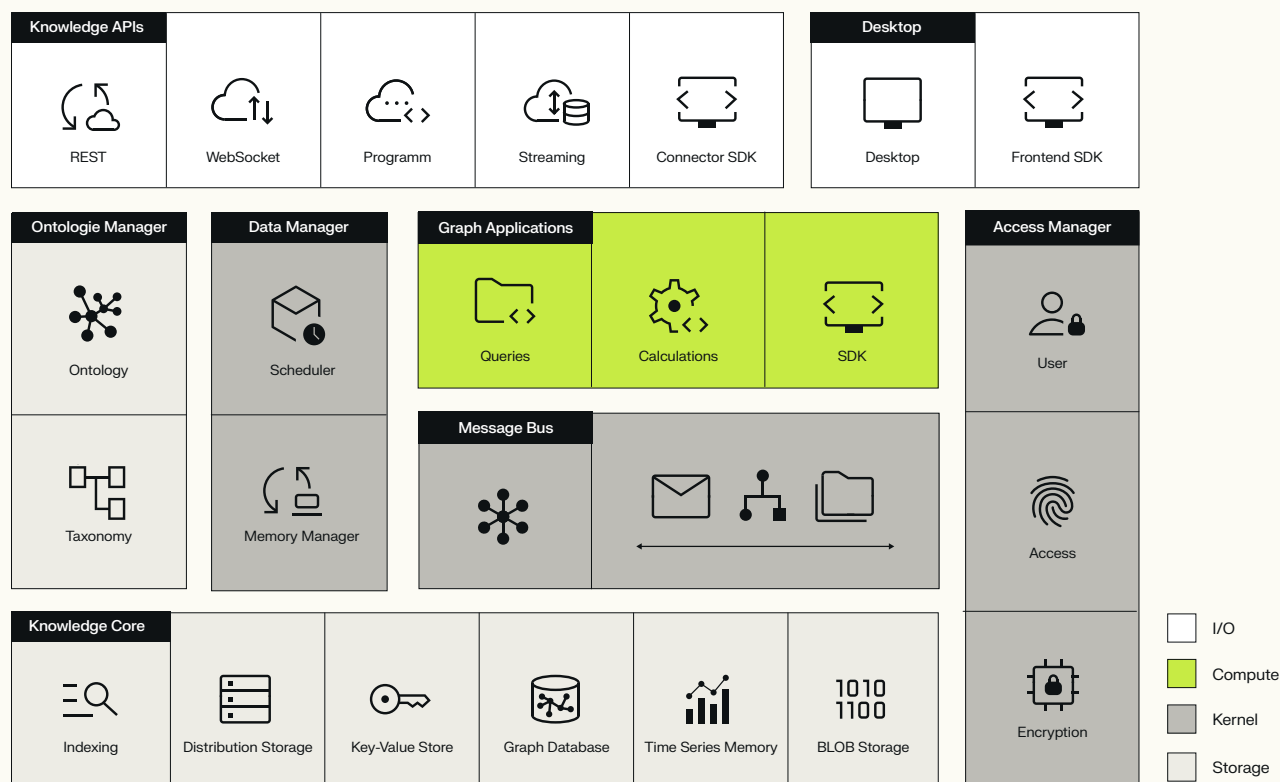 Knowledge APIs
REST
WebSocket
Programm
Streaming
Connector SDK
Desktop
Desktop
Frontend SDK
Ontologie Manager
Ontology
Taxonomy
Data Manager
Scheduler
Memory Manager
Graph Applications
Queries
Calculations
SDK
Message Bus
Access Manager
User
Access
Encryption
Knowledge Core
Indexing
Distribution Storage
Key-Value Store
Graph Database
Time Series Memory
1010
1100
BLOB Storage
I/O
Compute
Kernel
Storage